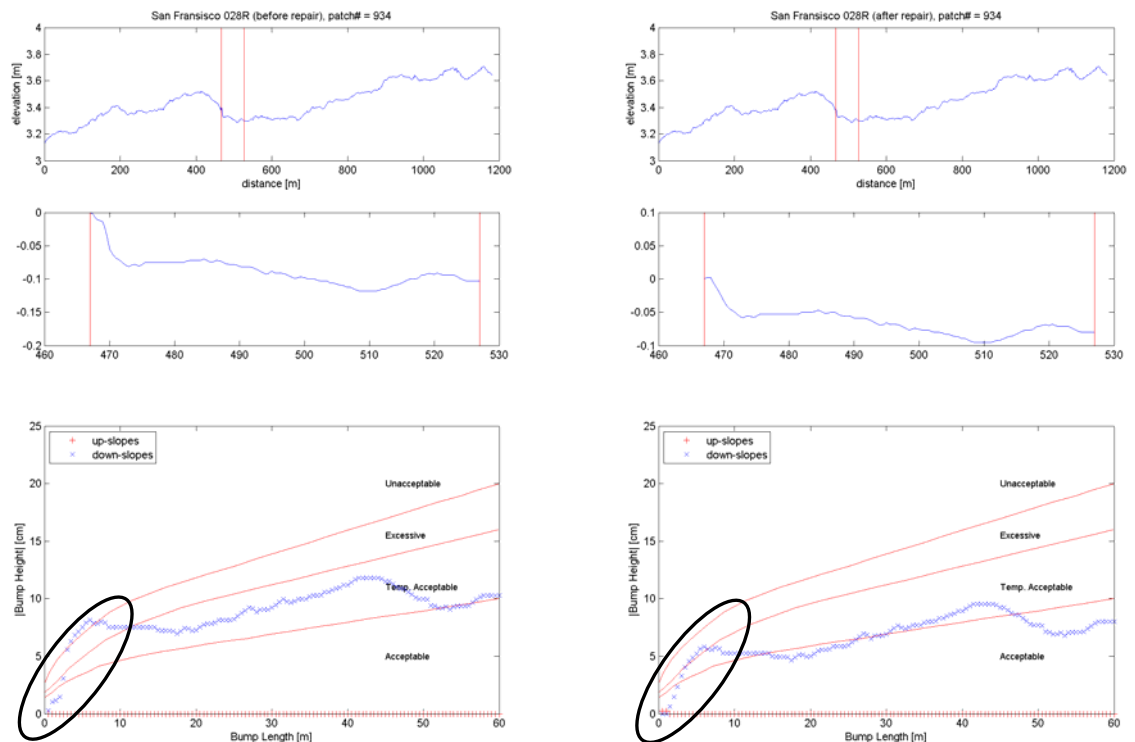 San Fransisco 028R (before repair), patch# = 934
4
3.8
3.6
3.4
3.2
3
elevation [m]
0 200 400 600 800 1000 1200
distance [m]
0
-0.05
-0.1
-0.15
-0.2
460 470 480 490 500 510 520 530
25
20
15
10
5
0
|Bump Height| [cm]
up-slopes
down-slopes
Unacceptable
Excessive
Temp. Acceptable
Acceptable
0 10 20 30 40 50 60
Bump Length [m]
San Fransisco 028R (after repair), patch# = 934
4
3.8
3.6
3.4
3.2
3
elevation [m]
0 200 400 600 800 1000 1200
distance [m]
0.1
0.05
0
-0.05
-0.1
460 470 480 490 500 510 520 530
25
20
15
10
5
0
|Bump Height| [cm]
up-slopes
down-slopes
Unacceptable
Excessive
Temp. Acceptable
Acceptable
0 10 20 30 40 50 60
Bump Length [m]